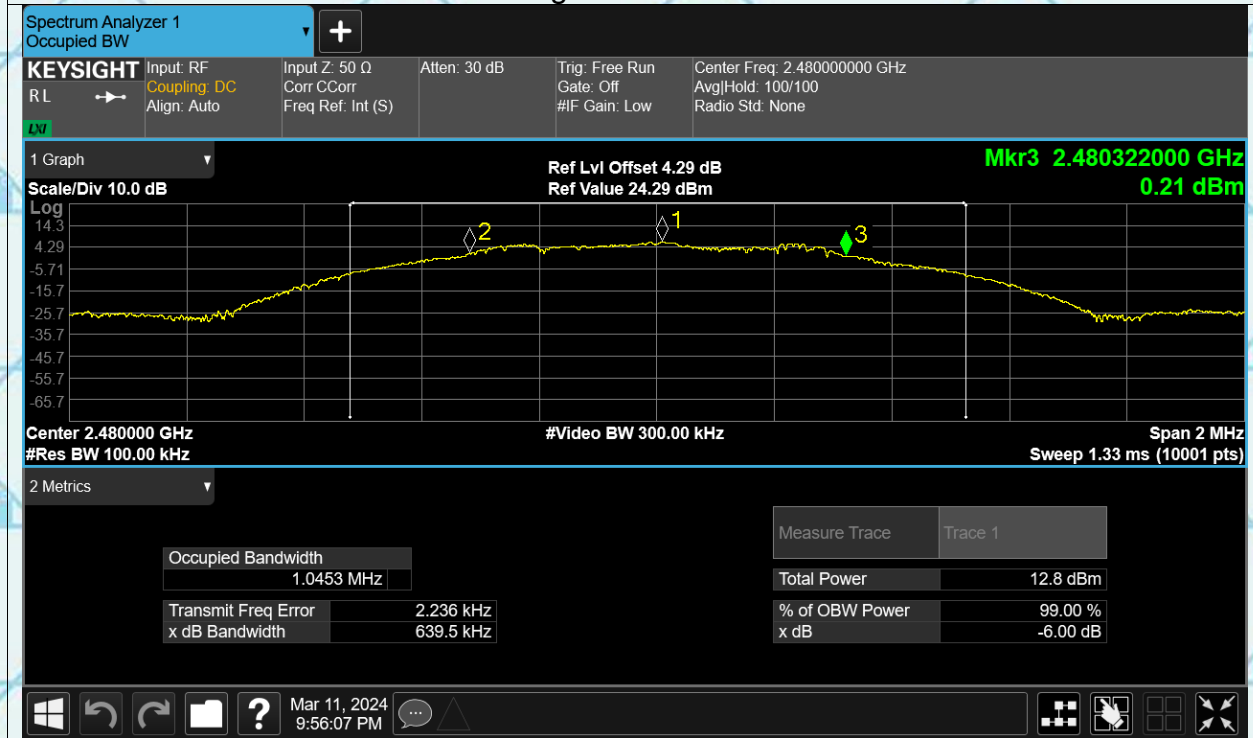 Spectrum Analyzer 1
Occupied BW
+
KEYSIGHT
RL
LXI
Input: RF
Coupling: DC
Align: Auto
Input Z: 50 Ω
Corr CCorr
Freq Ref: Int (S)
Atten: 30 dB
Trig: Free Run
Gate: Off
#IF Gain: Low
Center Freq: 2.480000000 GHz
Avg|Hold: 100/100
Radio Std: None
1 Graph
Scale/Div 10.0 dB
Ref Lvl Offset 4.29 dB
Ref Value 24.29 dBm
Mkr3 2.480322000 GHz
0.21 dBm
Log
14.3
4.29
-5.71
-15.7
-25.7
-35.7
-45.7
-55.7
-65.7
2
1
3
Center 2.480000 GHz
#Res BW 100.00 kHz
#Video BW 300.00 kHz
Span 2 MHz
Sweep 1.33 ms (10001 pts)
2 Metrics
Measure Trace Trace 1
Occupied Bandwidth
1.0453 MHz
Total Power 12.8 dBm
Transmit Freq Error 2.236 kHz
% of OBW Power 99.00 %
x dB Bandwidth 639.5 kHz
x dB -6.00 dB
?
Mar 11, 2024
9:56:07 PM